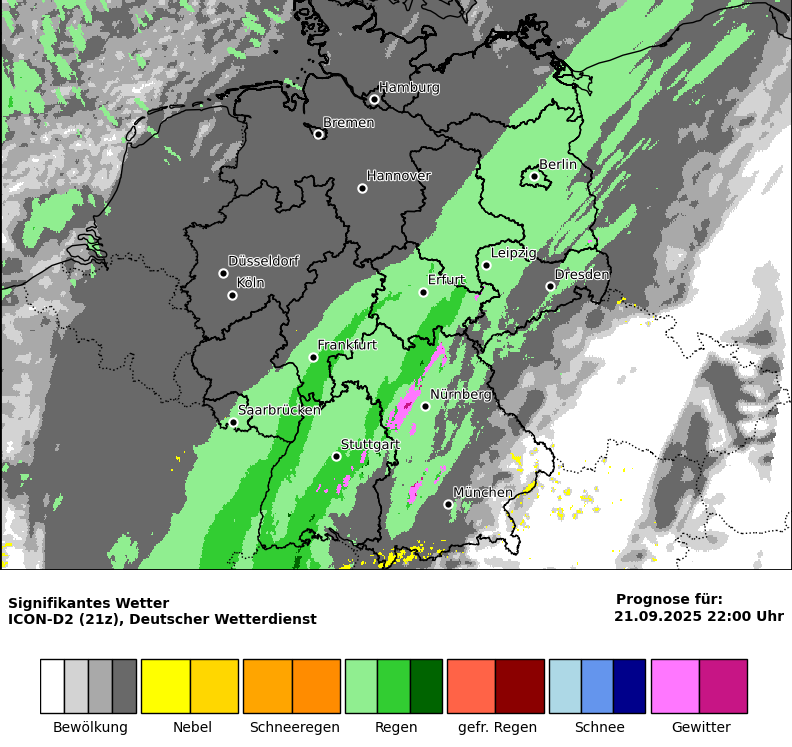 Hamburg
Bremen
Berlin
Hannover
Leipzig
Düsseldorf
Dresden
Köln
Erfurt
Frankfurt
Nürnberg
Saarbrücken
Stuttgart
München
Signifikantes Wetter
ICON-D2 (21z), Deutscher Wetterdienst
Prognose für:
21.09.2025 22:00 Uhr
Bewölkung
Nebel
Schneeregen
Regen
gefr. Regen
Schnee
Gewitter